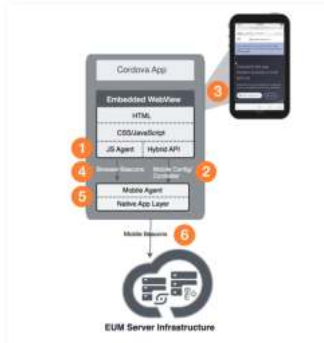 Cordova App
Embedded WebView
HTML
CSS/JavaScript
JS Agent
Hybrid API
Browser Beacons
Mobile Config/
Controller
Mobile Agent
Native App Layer
Mobile Beacons
EUM Server Infrastructure
1
2
3
4
5
6